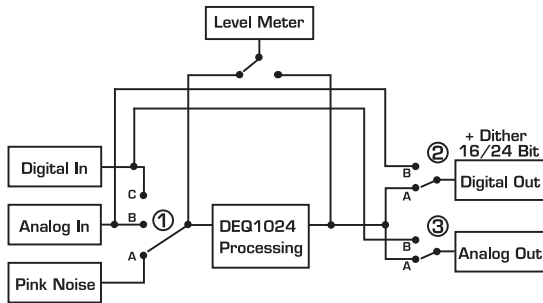 Level Meter
Digital In
Analog In
Pink Noise
C
B
A
①
DEQ1024
Processing
②
+ Dither
16/24 Bit
B
A
Digital Out
③
B
A
Analog Out